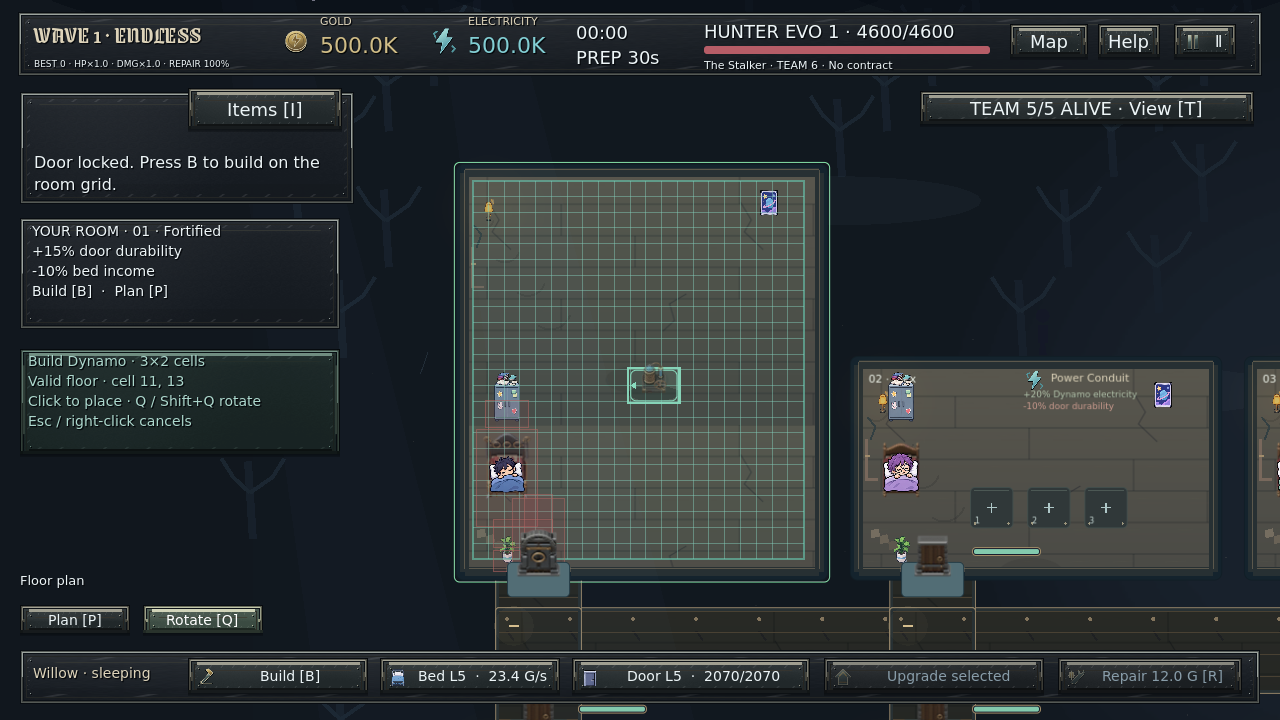 WAVE 1 · ENDLESS
BEST 0 · HP×1.0 · DMG×1.0 · REPAIR 100%
GOLD
500.0K
ELECTRICITY
500.0K
00:00
PREP 30s
HUNTER EVO 1 · 4600/4600
The Stalker · TEAM 6 · No contract
Map
Help
II
Items [I]
Door locked. Press B to build on the
room grid.
TEAM 5/5 ALIVE · View [T]
YOUR ROOM · 01 · Fortified
+15% door durability
-10% bed income
Build [B] · Plan [P]
Build Dynamo · 3×2 cells
Valid floor · cell 11, 13
Click to place · Q / Shift+Q rotate
Esc / right-click cancels
02
Power Conduit
+20% Dynamo electricity
-10% door durability
+
+
+
1
2
3
03
Floor plan
Plan [P]
Rotate [Q]
Willow · sleeping
Build [B]
Bed L5 · 23.4 G/s
Door L5 · 2070/2070
Upgrade selected
Repair 12.0 G [R]